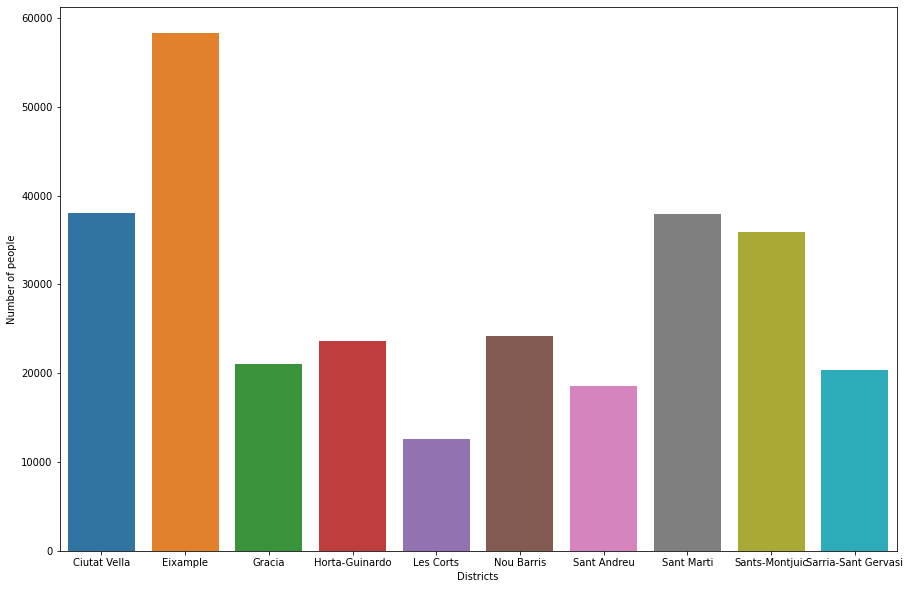 60000
50000
40000
30000
20000
10000
0
Number of people
Ciutat Vella Eixample Gracia Horta-Guinardo Les Corts Nou Barris Sant Andreu Sant Marti Sants-Montjuic Sarria-Sant Gervasi
Districts